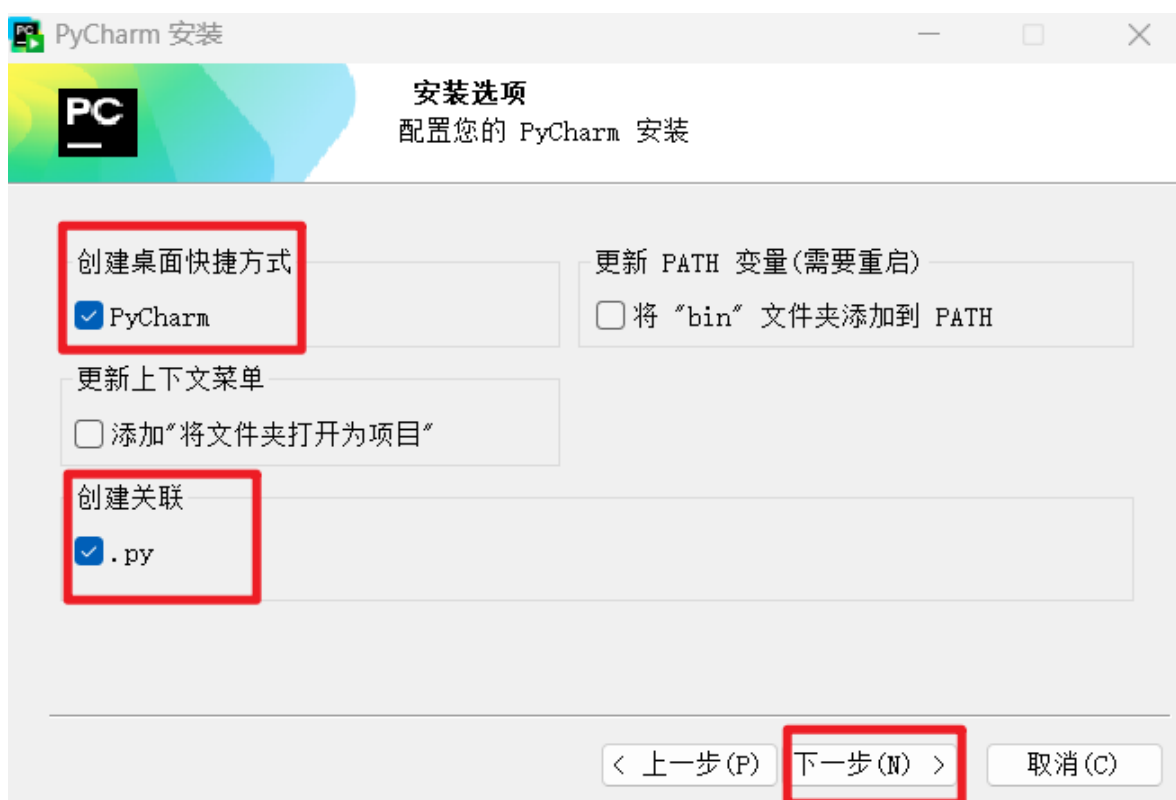 PyCharm 安装
PC
安装选项
配置您的 PyCharm 安装
创建桌面快捷方式
PyCharm
更新 PATH 变量(需要重启)
将 "bin" 文件夹添加到 PATH
更新上下文菜单
添加"将文件夹打开为项目"
创建关联
.py
< 上一步(P)
下一步(N) >
取消(C)